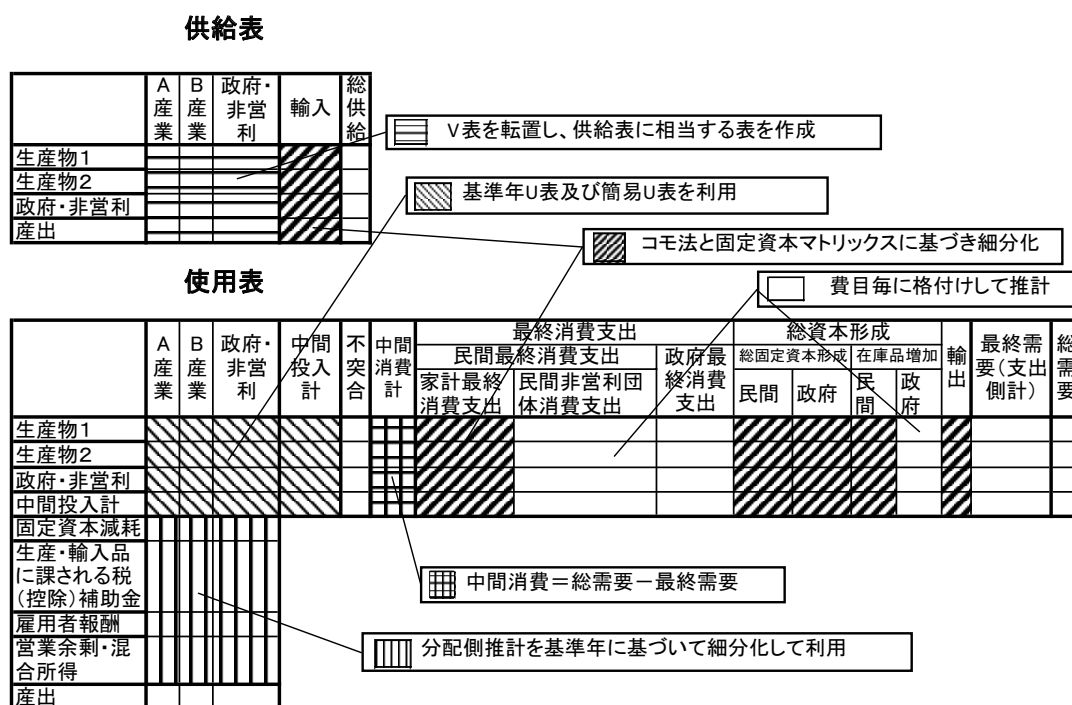 供給表
A産業 B産業 政府・非営利 輸入 総供給
生産物1
生産物2
政府・非営利
産出
V表を転置し、供給表に相当する表を作成
基準年U表及び簡易U表を利用
コモ法と固定資本マトリックスに基づき細分化
費目毎に格付けして推計
使用表
A産業 B産業 政府・非営利 中間投入計 不突合 中間消費計 最終消費支出 総資本形成 輸出 最終需要(支出側計) 総需要
民間最終消費支出 政府最終消費支出 総固定資本形成 在庫品増加
家計最終消費支出 民間非営利団体消費支出 民間 政府 民間 政府
生産物1
生産物2
政府・非営利
中間投入計
固定資本減耗
生産・輸入品
に課される税
(控除)補助金
雇用者報酬
営業余剰・混
合所得
産出
中間消費=総需要-最終需要
分配側推計を基準年に基づいて細分化して利用